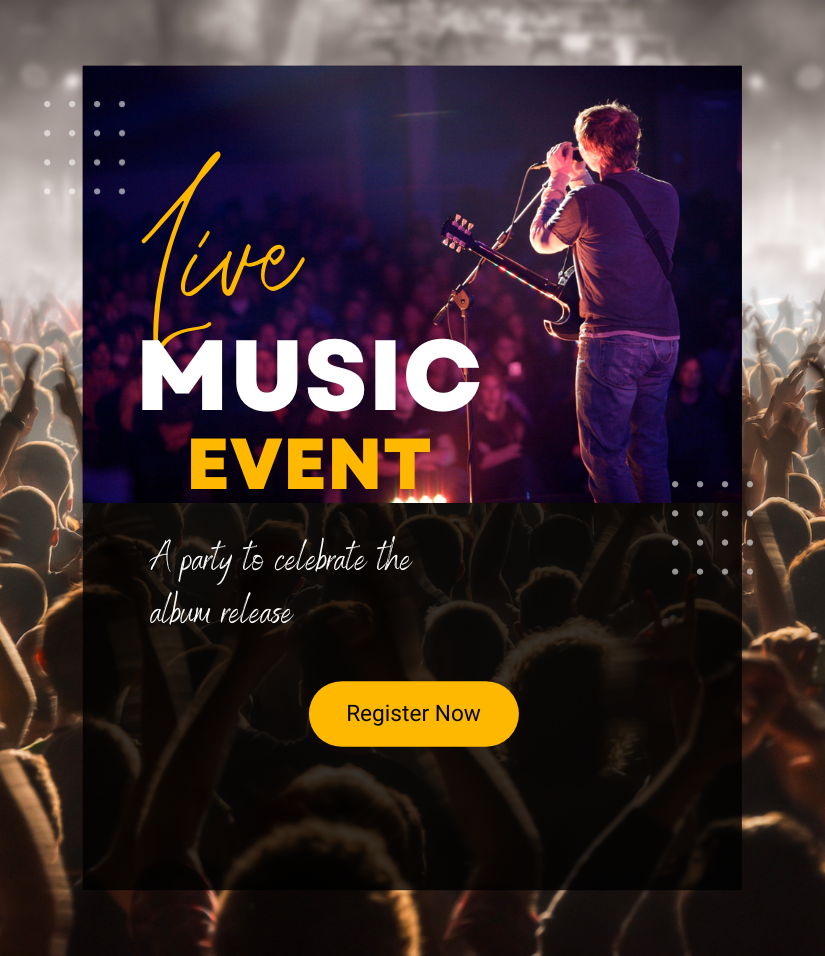 Live
MUSIC
EVENT
A party to celebrate the
album release
Register Now